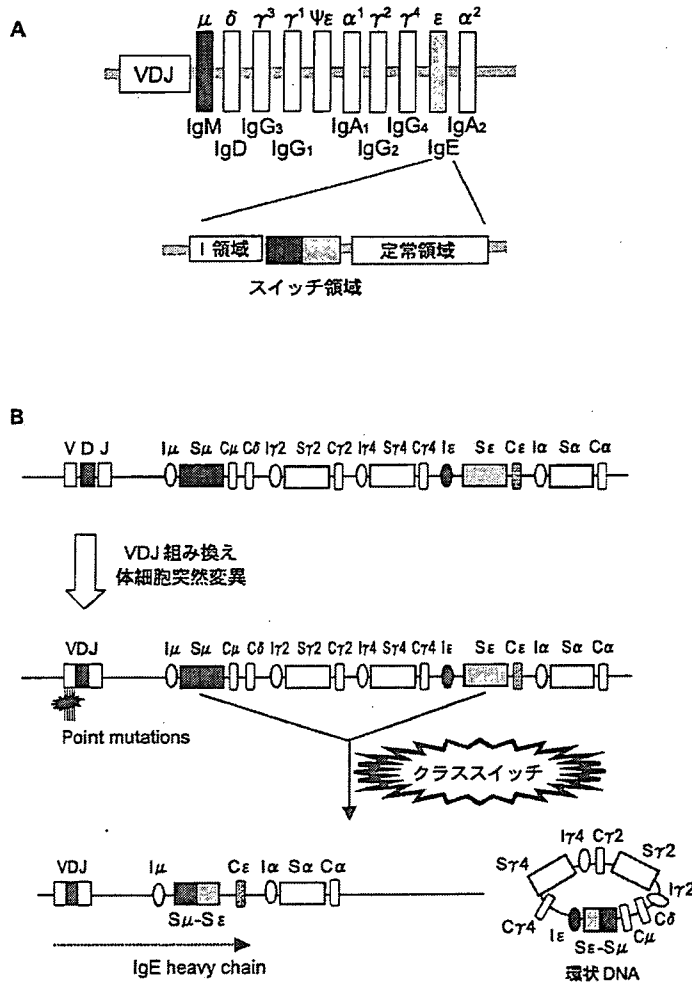 A
μ δ γ³ γ¹ Ψε α¹ γ² γ⁴ ε α²
VDJ
IgM IgG₃ IgA₁ IgG₄ IgA₂
IgD IgG₁ IgG₂ IgE
I 領域 定常領域
スイッチ領域
B
V D J Iμ Sμ Cμ Cδ Iγ2 Sγ2 Cγ2 Iγ4 Sγ4 Cγ4 Iε Sε Cε Iα Sα Cα
VDJ 組み換え
体細胞突然変異
VDJ Iμ Sμ Cμ Cδ Iγ2 Sγ2 Cγ2 Iγ4 Sγ4 Cγ4 Iε Sε Cε Iα Sα Cα
Point mutations
クラススイッチ
VDJ Iμ Cε Iα Sα Cα
Sμ-Sε
IgE heavy chain
Iγ4 Cγ2
Sγ4 Sγ2
Iγ2
Cγ4 Cδ
Iε Cμ
Sε-Sμ
環状 DNA